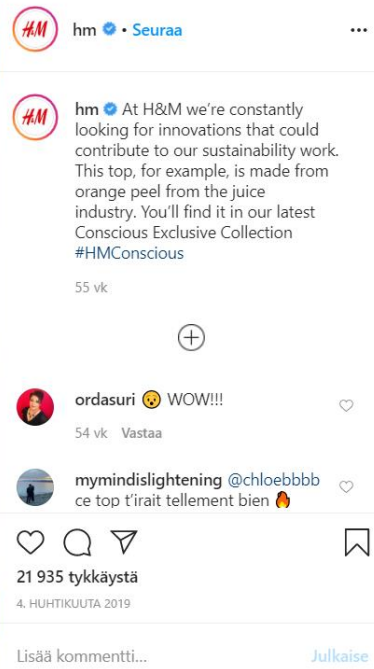 H&M hm • Seuraa
H&M hm At H&M we're constantly
looking for innovations that could
contribute to our sustainability work.
This top, for example, is made from
orange peel from the juice
industry. You'll find it in our latest
Conscious Exclusive Collection
#HMConscious
55 vk
ordasuri 😮 WOW!!!
54 vk Vastaa
mymindislightening @chloebbbb
ce top t'irait tellement bien 🔥
21 935 tykkäystä
4. HUHTIKUUTA 2019
Lisää kommentti... Julkaise